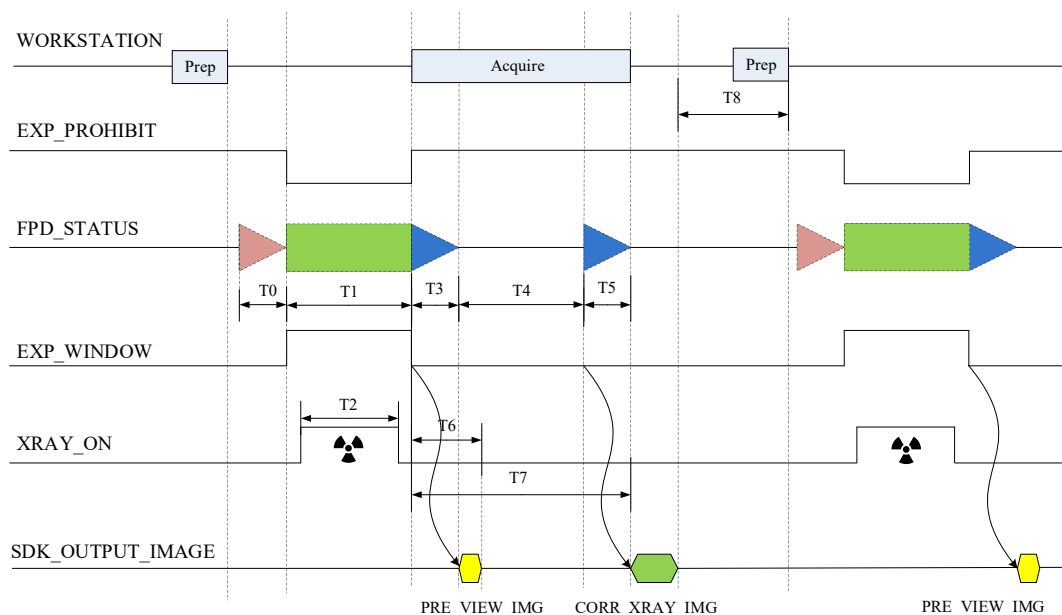 WORKSTATION
Prep
Acquire
Prep
T8
EXP_PROHIBIT
FPD_STATUS
T0
T1
T3
T4
T5
EXP_WINDOW
T2
XRAY_ON
T6
T7
SDK_OUTPUT_IMAGE
PRE_VIEW_IMG
CORR_XRAY_IMG
PRE_VIEW_IMG